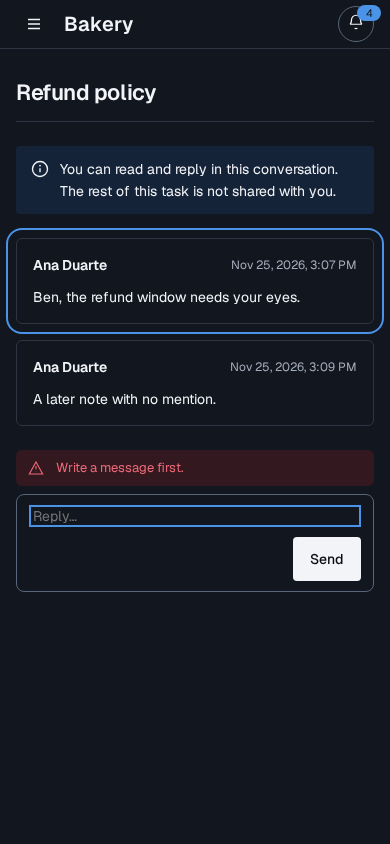 Bakery
4
Refund policy
You can read and reply in this conversation.
The rest of this task is not shared with you.
Ana Duarte Nov 25, 2026, 3:07 PM
Ben, the refund window needs your eyes.
Ana Duarte Nov 25, 2026, 3:09 PM
A later note with no mention.
Write a message first.
Reply...
Send